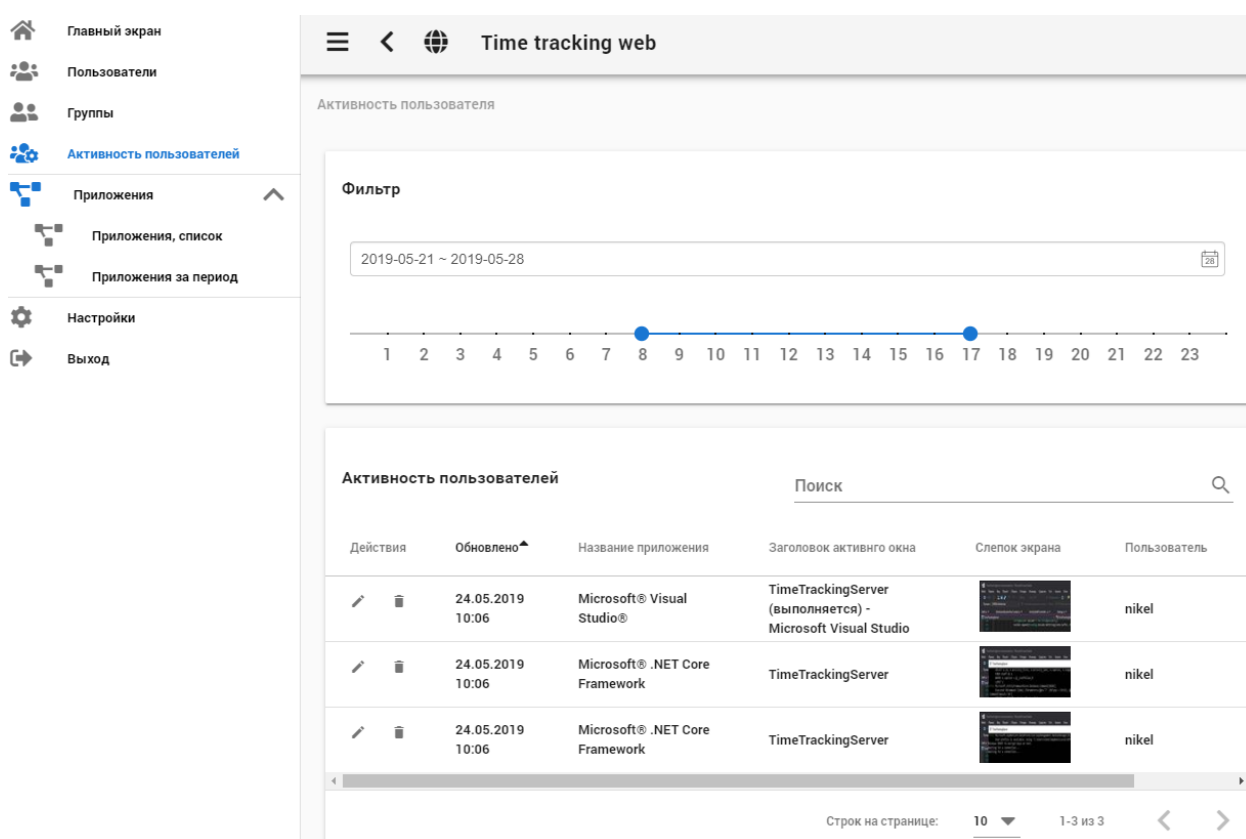 Главный экран
Пользователи
Группы
Активность пользователей
Приложения
Приложения, список
Приложения за период
Настройки
Выход
Time tracking web
Активность пользователя
Фильтр
2019-05-21 ~ 2019-05-28
28
1 2 3 4 5 6 7 8 9 10 11 12 13 14 15 16 17 18 19 20 21 22 23
Активность пользователей
Поиск
Действия Обновлено Название приложения Заголовок активнго окна Слепок экрана Пользователь
24.05.2019 10:06 Microsoft® Visual Studio® TimeTrackingServer (выполняется) - Microsoft Visual Studio nikel
24.05.2019 10:06 Microsoft® .NET Core Framework TimeTrackingServer nikel
24.05.2019 10:06 Microsoft® .NET Core Framework TimeTrackingServer nikel
Строк на странице: 10 1-3 из 3